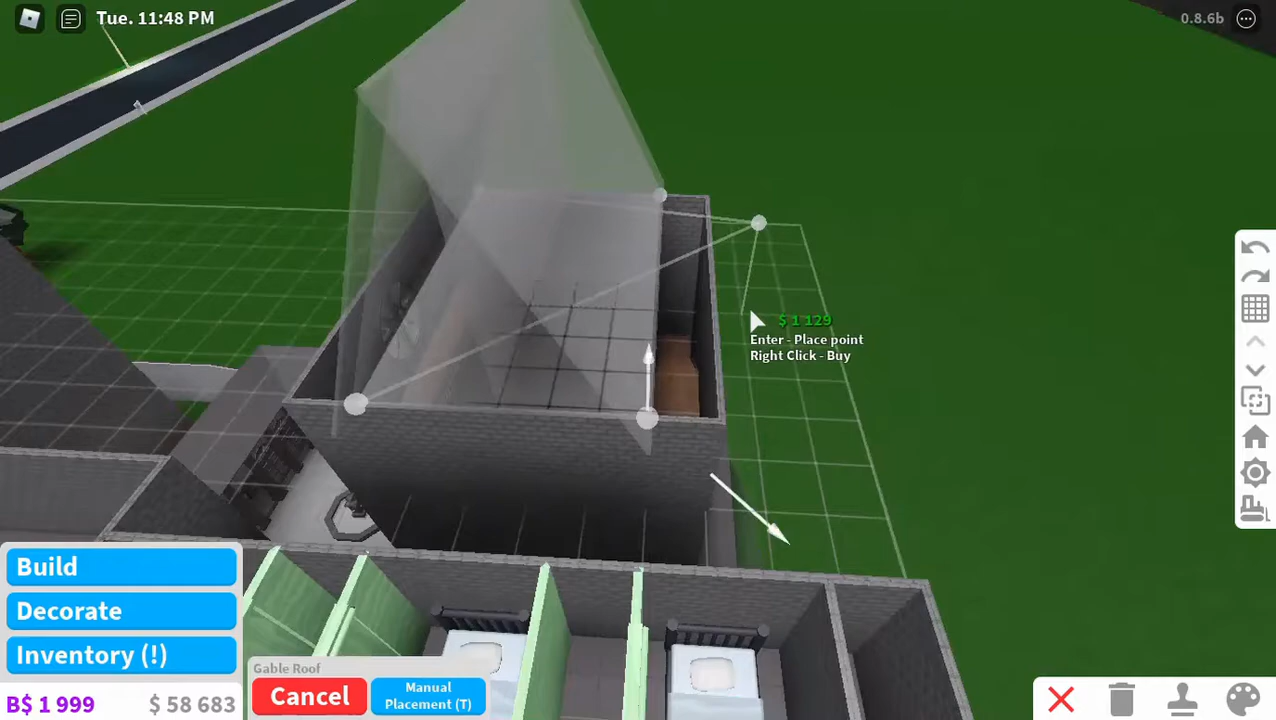 Tue. 11:48 PM
0.8.6b
$ 1 129
Enter - Place point
Right Click - Buy
Build
Decorate
Inventory (!)
Gable Roof
Cancel
Manual
Placement (T)
B$ 1 999
$ 58 683